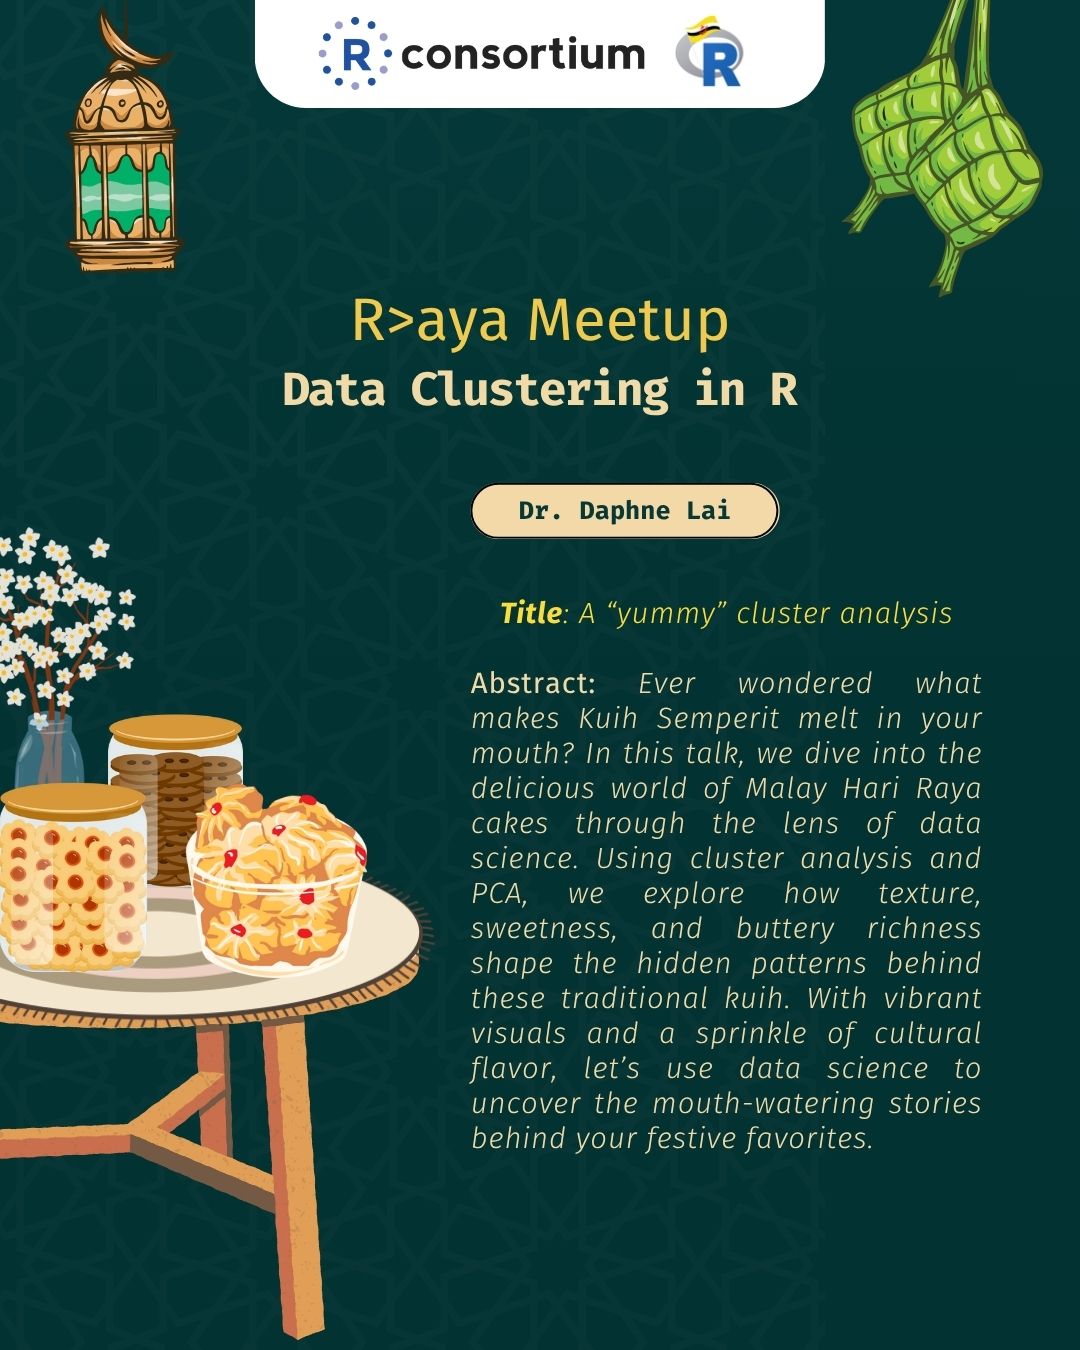 R consortium R
R>aya Meetup
Data Clustering in R
Dr. Daphne Lai
Title: A “yummy” cluster analysis
Abstract: Ever wondered what
makes Kuih Semperit melt in your
mouth? In this talk, we dive into the
delicious world of Malay Hari Raya
cakes through the lens of data
science. Using cluster analysis and
PCA, we explore how texture,
sweetness, and buttery richness
shape the hidden patterns behind
these traditional kuih. With vibrant
visuals and a sprinkle of cultural
flavor, let’s use data science to
uncover the mouth-watering stories
behind your festive favorites.